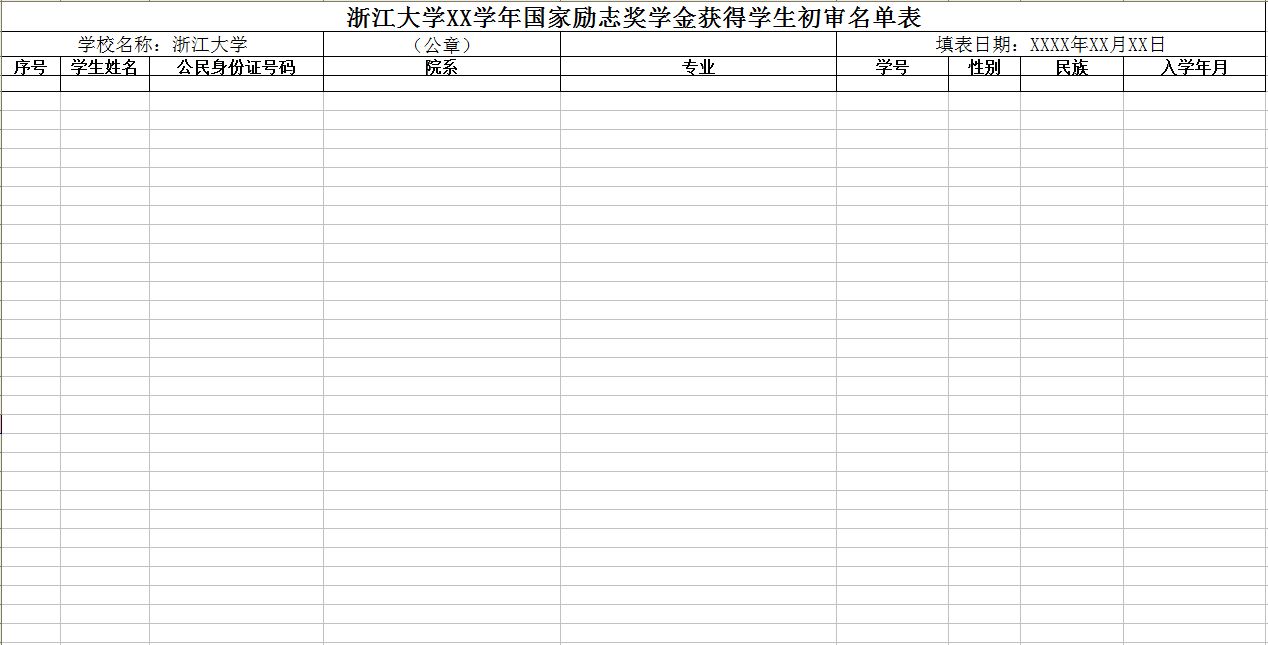 浙江大学XX学年国家励志奖学金获得学生初审名单表
学校名称：浙江大学 （公章） 填表日期：XXXX年XX月XX日
序号 学生姓名 公民身份证号码 院系 专业 学号 性别 民族 入学年月